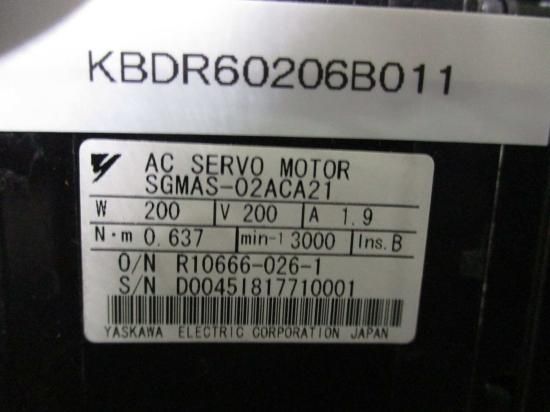 KBDR60206B011
AC SERVO MOTOR
SGMAS-02ACA21
W 200 V 200 A 1.9
N·m 0.637 min-1 3000 Ins. B
O/N R10666-026-1
S/N D0045I817710001
YASKAWA ELECTRIC CORPORATION JAPAN